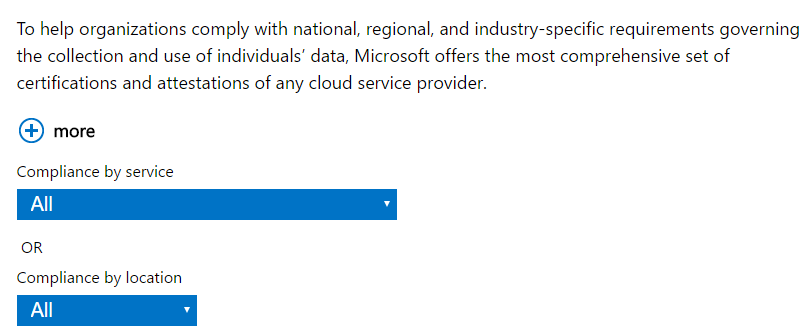 To help organizations comply with national, regional, and industry-specific requirements governing
the collection and use of individuals’ data, Microsoft offers the most comprehensive set of
certifications and attestations of any cloud service provider.
more
Compliance by service
All
OR
Compliance by location
All